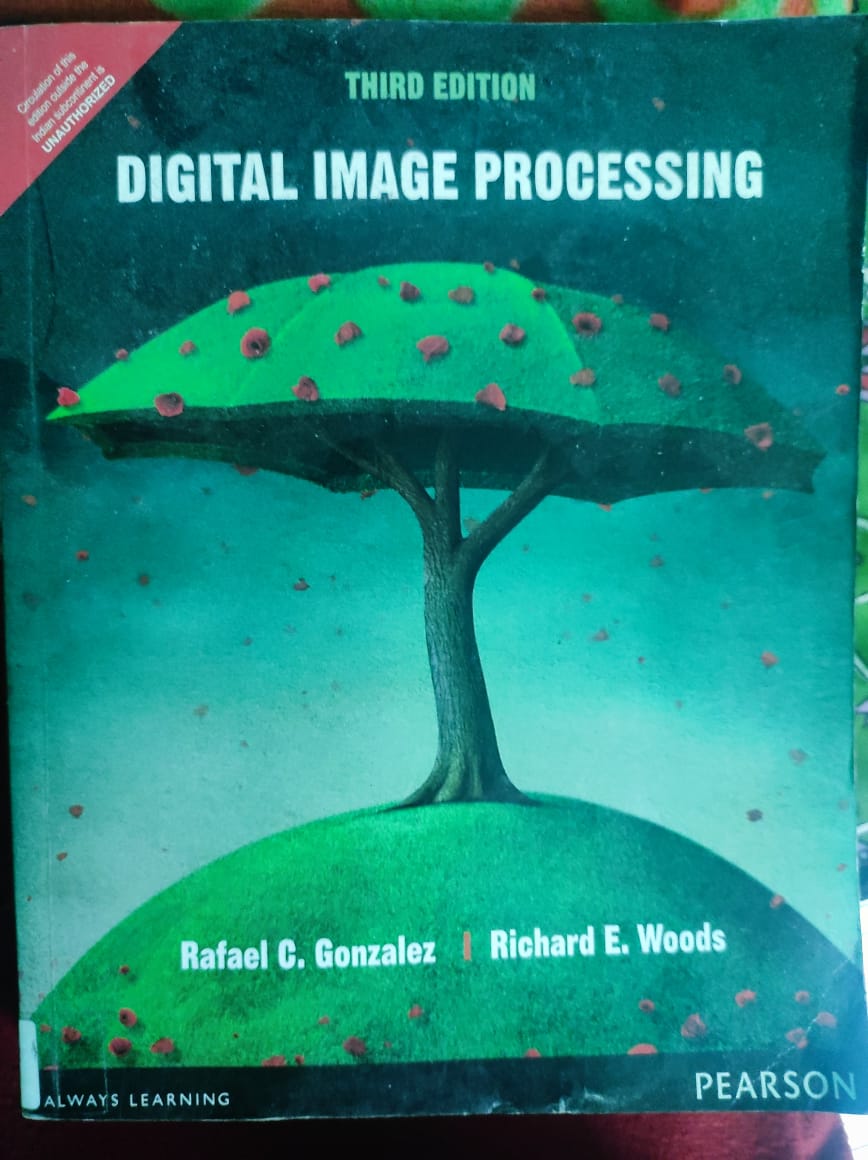 Circulation of this
edition outside the
Indian subcontinent is
UNAUTHORIZED
THIRD EDITION
DIGITAL IMAGE PROCESSING
Rafael C. Gonzalez | Richard E. Woods
ALWAYS LEARNING
PEARSON